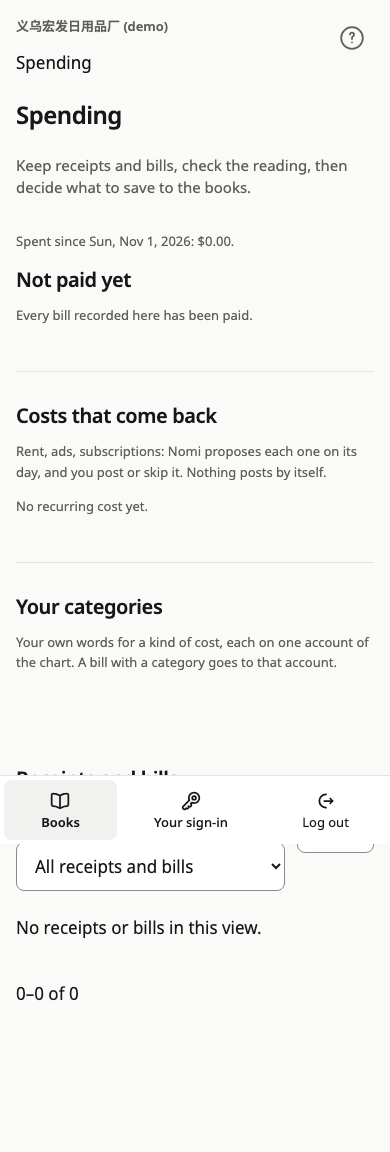 义乌宏发日用品厂 (demo)
Spending
Spending
Keep receipts and bills, check the reading, then
decide what to save to the books.
Spent since Sun, Nov 1, 2026: $0.00.
Not paid yet
Every bill recorded here has been paid.
Costs that come back
Rent, ads, subscriptions: Nomi proposes each one on its
day, and you post or skip it. Nothing posts by itself.
No recurring cost yet.
Your categories
Your own words for a kind of cost, each on one account of
the chart. A bill with a category goes to that account.
Books
Your sign-in
Log out
All receipts and bills
No receipts or bills in this view.
0–0 of 0